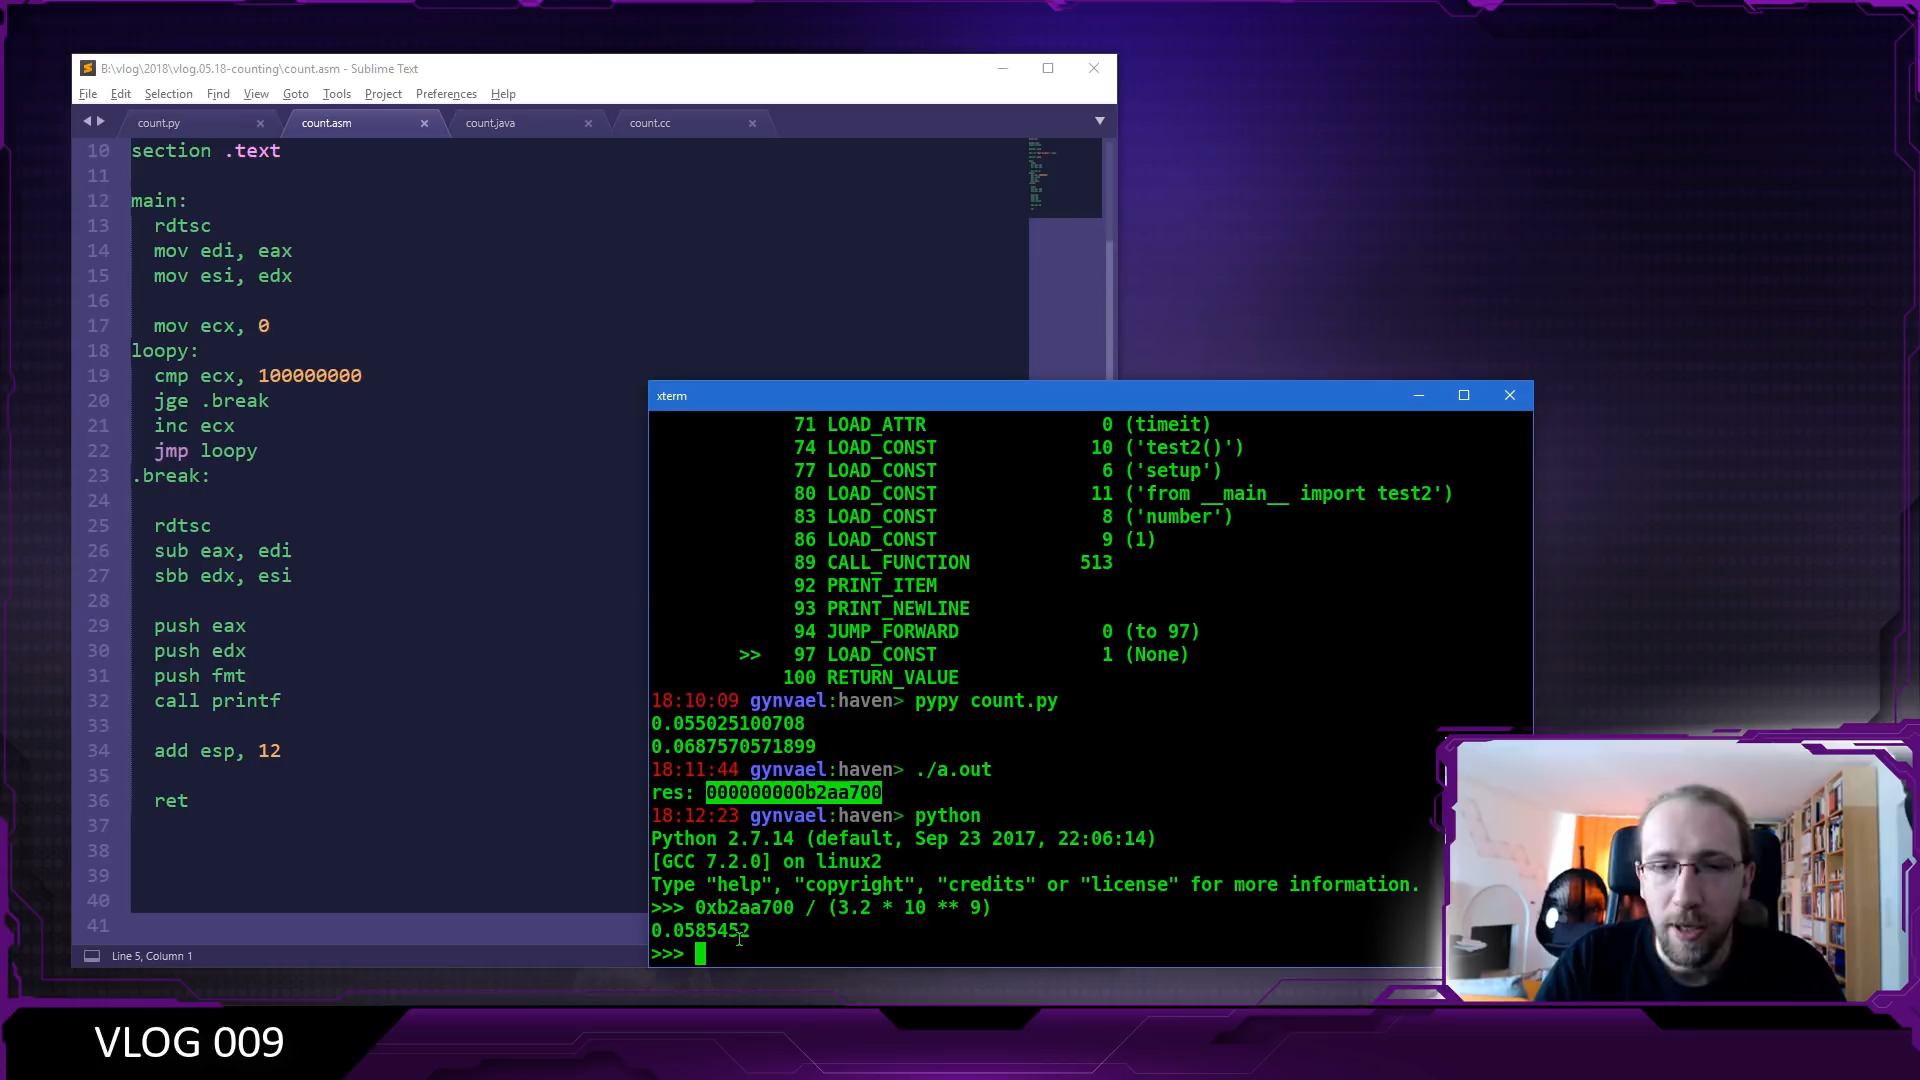 B:\vlog\2018\vlog.05.18-counting\count.asm - Sublime Text
File Edit Selection Find View Goto Tools Project Preferences Help
count.py count.asm count.java count.cc
10 section .text
11
12 main:
13 rdtsc
14 mov edi, eax
15 mov esi, edx
16
17 mov ecx, 0
18 loopy:
19 cmp ecx, 100000000
20 jge .break
21 inc ecx
22 jmp loopy
23 .break:
24
25 rdtsc
26 sub eax, edi
27 sbb edx, esi
28
29 push eax
30 push edx
31 push fmt
32 call printf
33
34 add esp, 12
35
36 ret
37
38
39
40
41
Line 5, Column 1
xterm
71 LOAD_ATTR 0 (timeit)
74 LOAD_CONST 10 ('test2()')
77 LOAD_CONST 6 ('setup')
80 LOAD_CONST 11 ('from __main__ import test2')
83 LOAD_CONST 8 ('number')
86 LOAD_CONST 9 (1)
89 CALL_FUNCTION 513
92 PRINT_ITEM
93 PRINT_NEWLINE
94 JUMP_FORWARD 0 (to 97)
>> 97 LOAD_CONST 1 (None)
100 RETURN_VALUE
18:10:09 gynvael:haven> pypy count.py
0.055025100708
0.0687570571899
18:11:44 gynvael:haven> ./a.out
res: 000000000b2aa700
18:12:23 gynvael:haven> python
Python 2.7.14 (default, Sep 23 2017, 22:06:14)
[GCC 7.2.0] on linux2
Type "help", "copyright", "credits" or "license" for more information.
>>> 0xb2aa700 / (3.2 * 10 ** 9)
0.0585452
>>>
VLOG 009